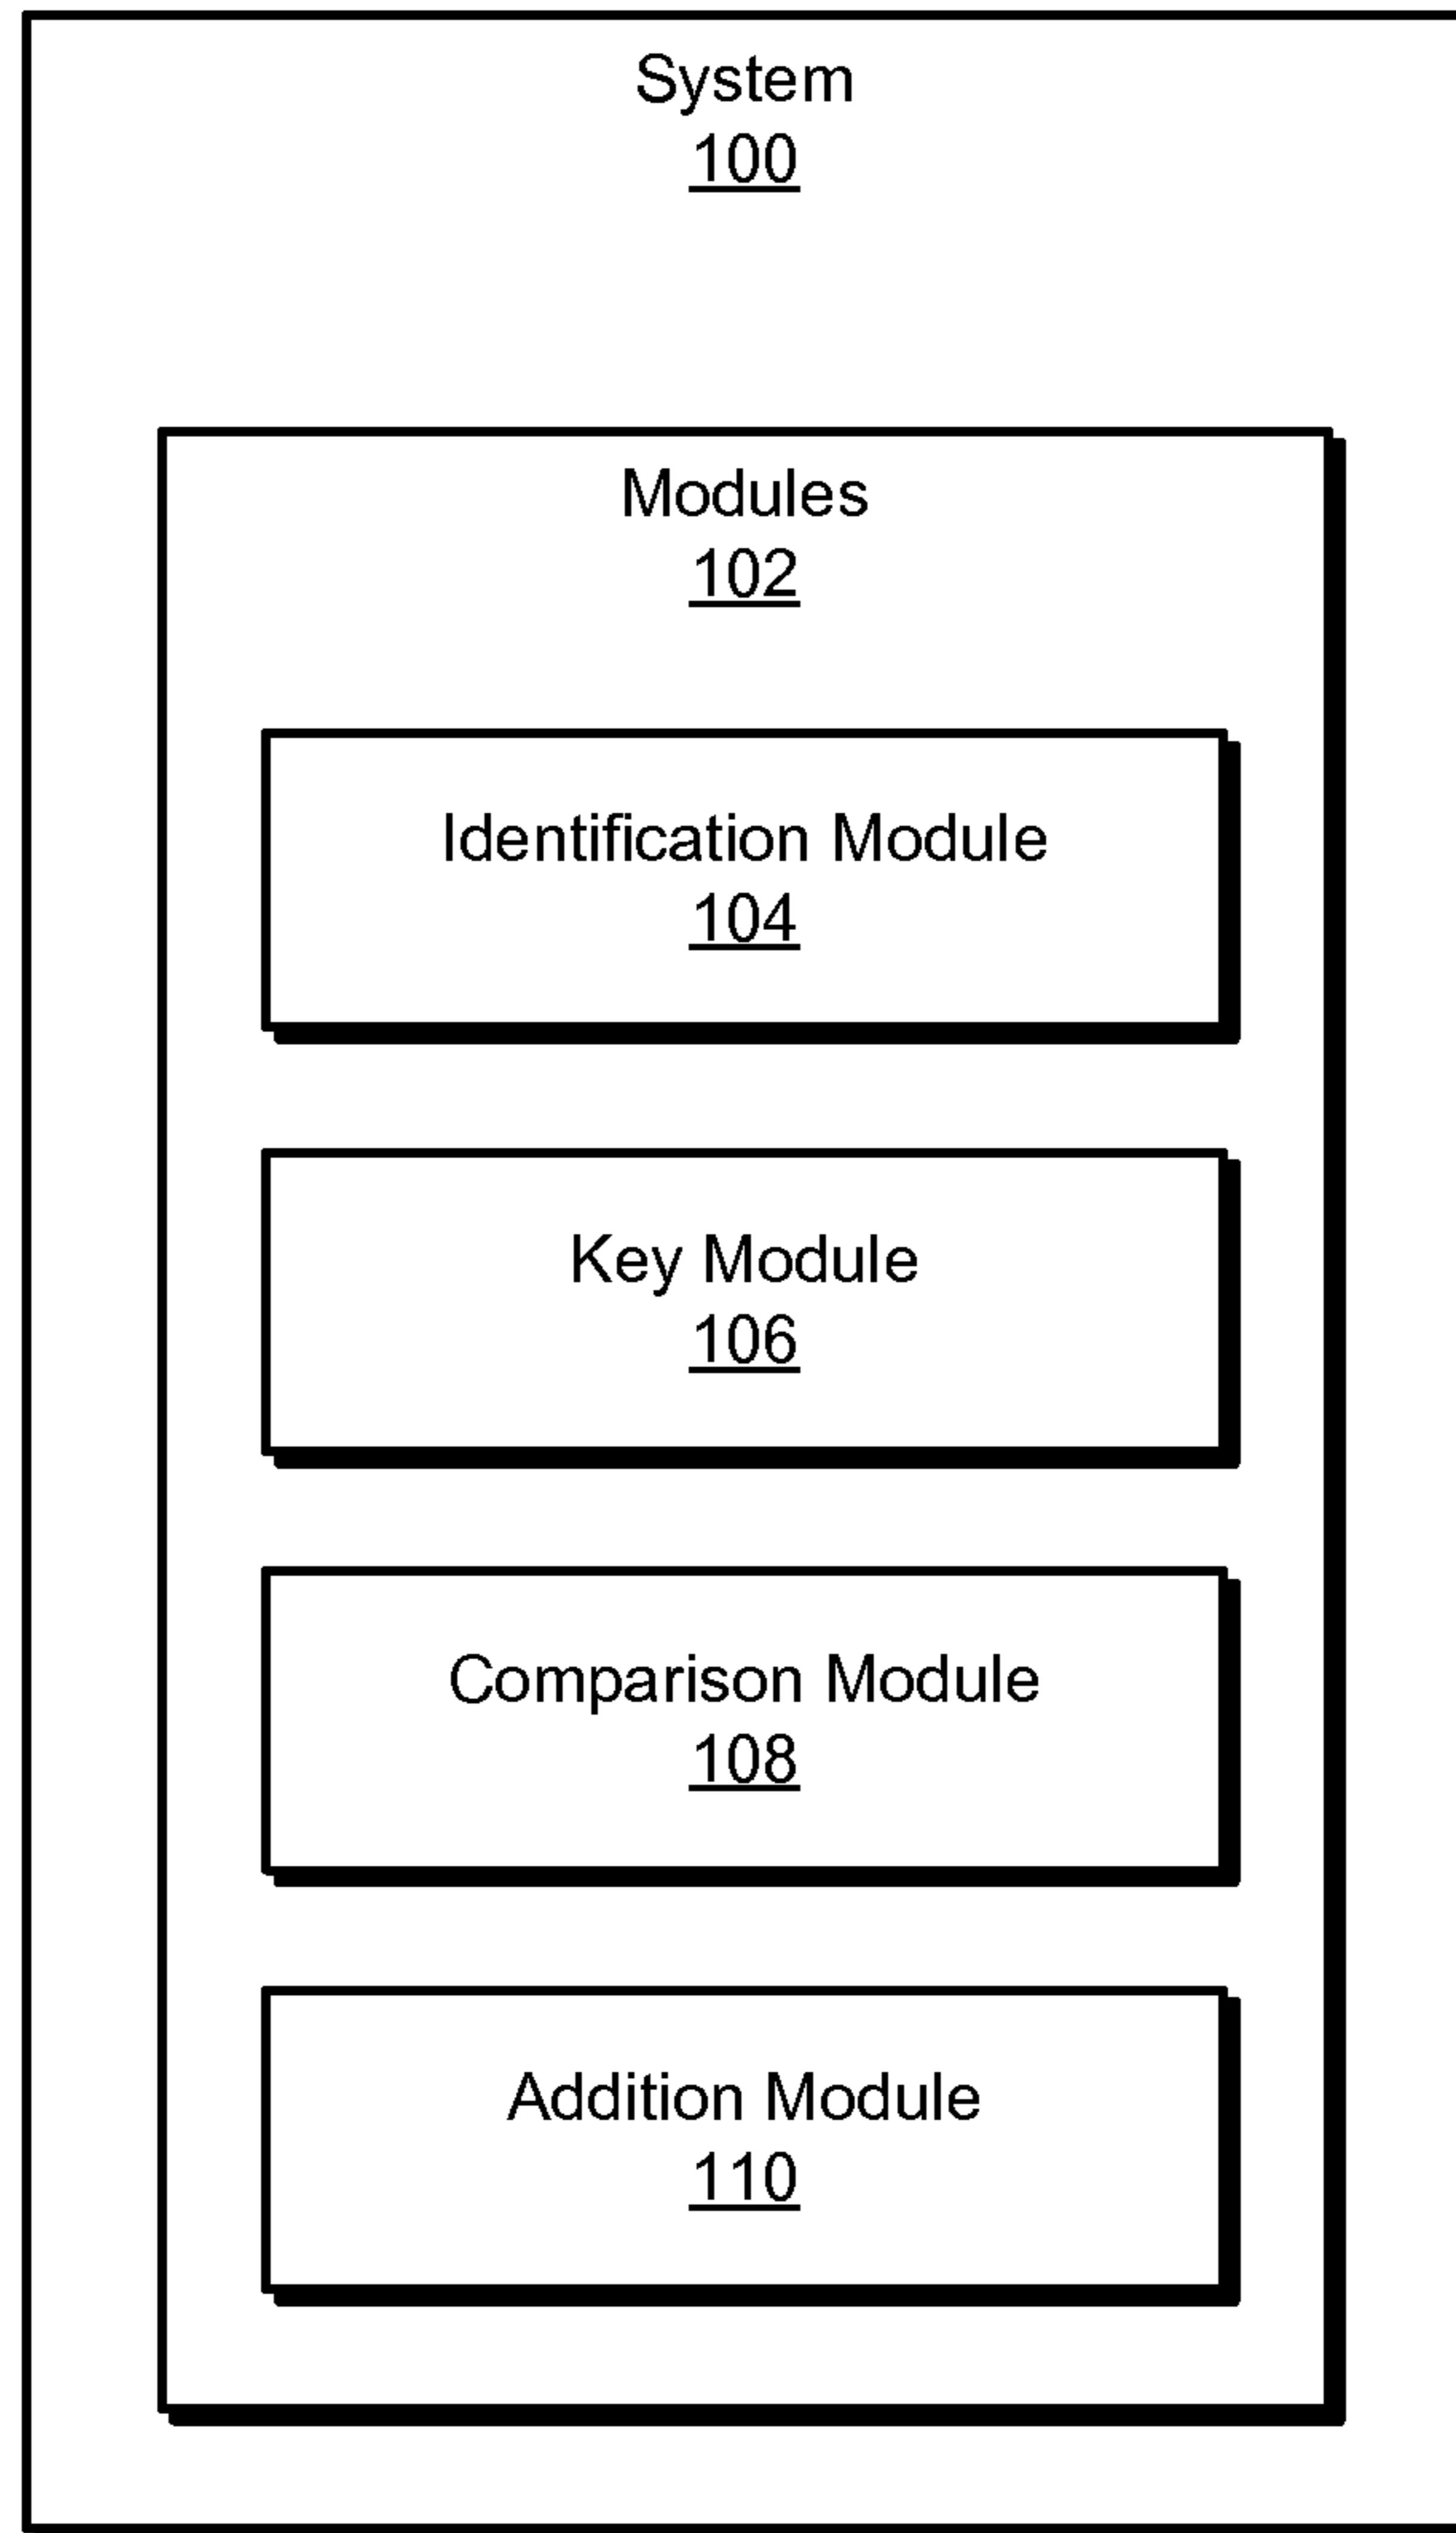 System
100
Modules
102
Identification Module
104
Key Module
106
Comparison Module
108
Addition Module
110